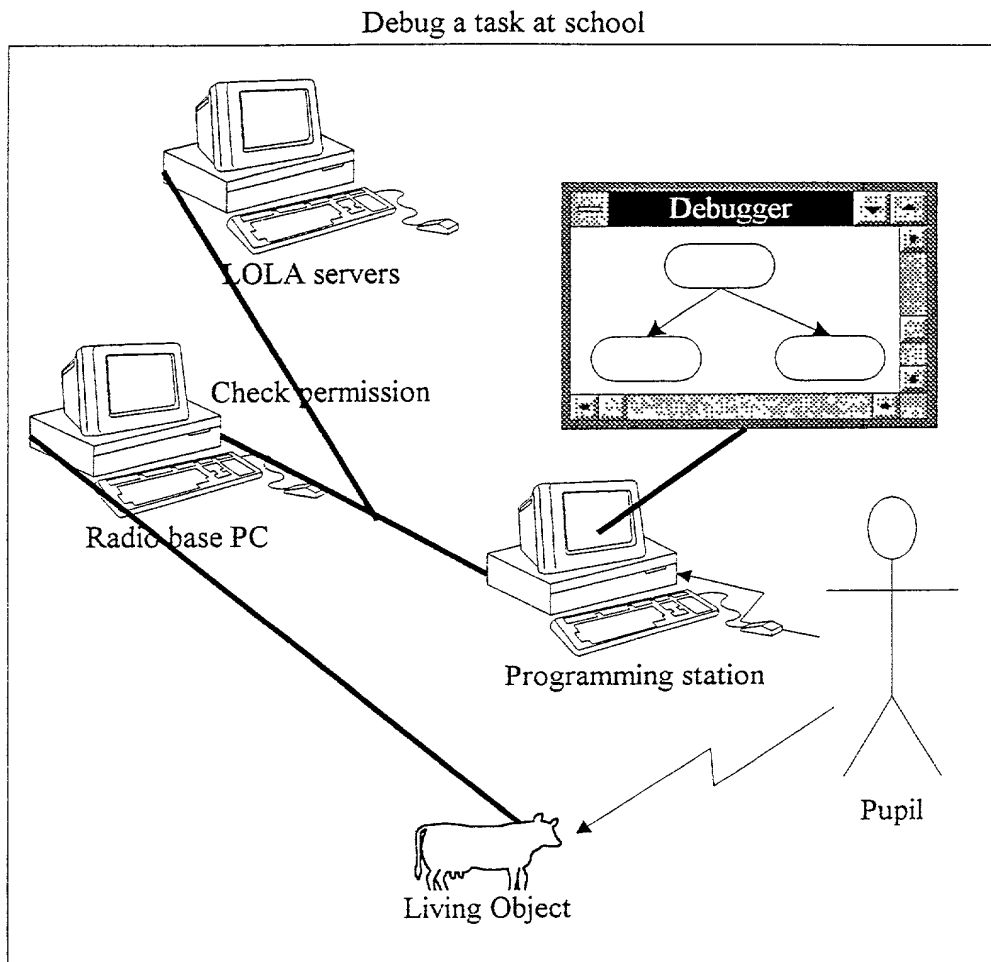 Debug a task at school
LOLA servers
Debugger
Check permission
Radio base PC
Programming station
Pupil
Living Object